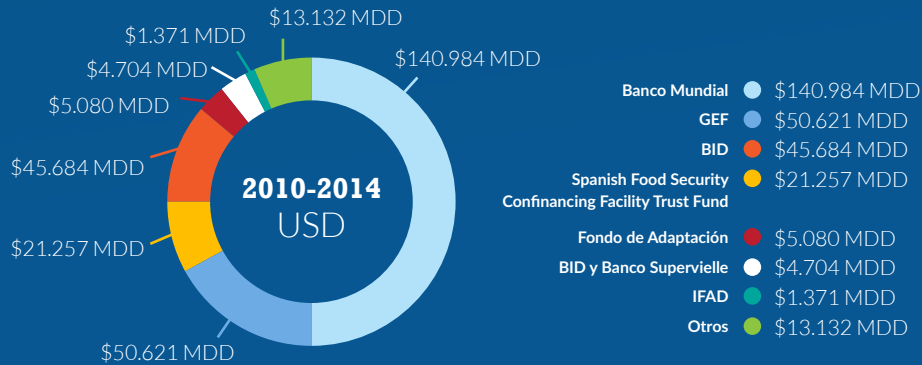 $13.132 MDD
$1.371 MDD
$140.984 MDD
$4.704 MDD
$5.080 MDD
$45.684 MDD
$21.257 MDD
$50.621 MDD
2010-2014
USD
Banco Mundial $140.984 MDD
GEF $50.621 MDD
BID $45.684 MDD
Spanish Food Security $21.257 MDD
Confinancing Facility Trust Fund
Fondo de Adaptación $5.080 MDD
BID y Banco Supervielle $4.704 MDD
IFAD $1.371 MDD
Otros $13.132 MDD